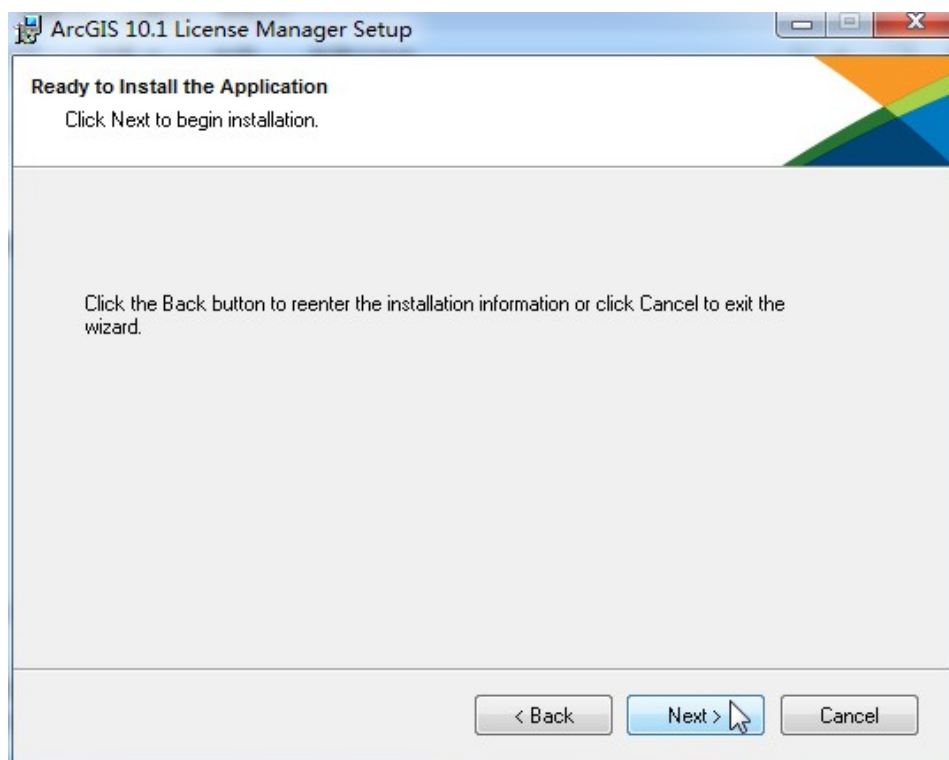 ArcGIS 10.1 License Manager Setup
Ready to Install the Application
Click Next to begin installation.
Click the Back button to reenter the installation information or click Cancel to exit the
wizard.
< Back Next > Cancel